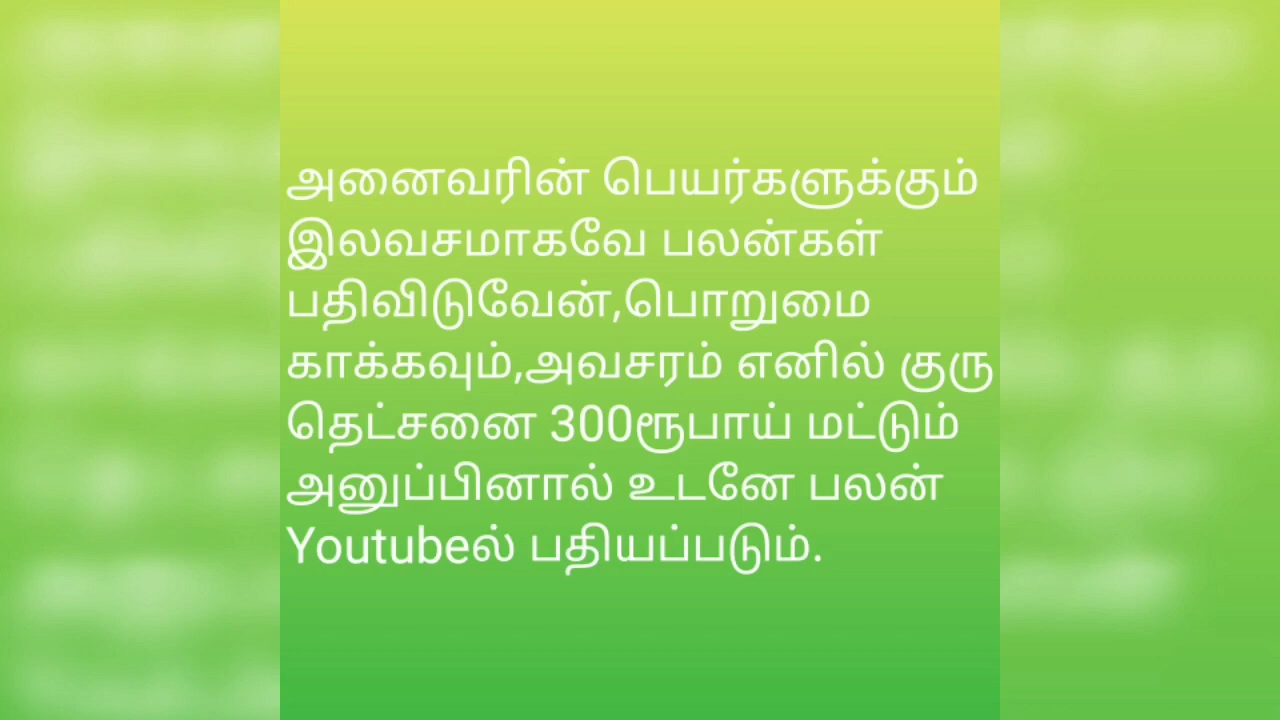 அனைவரின் பெயர்களுக்கும்
இலவசமாகவே பலன்கள்
பதிவிடுவேன்,பொறுமை
காக்கவும்,அவசரம் எனில் குரு
தெட்சனை 300ரூபாய் மட்டும்
அனுப்பினால் உடனே பலன்
Youtubeல் பதியப்படும்.